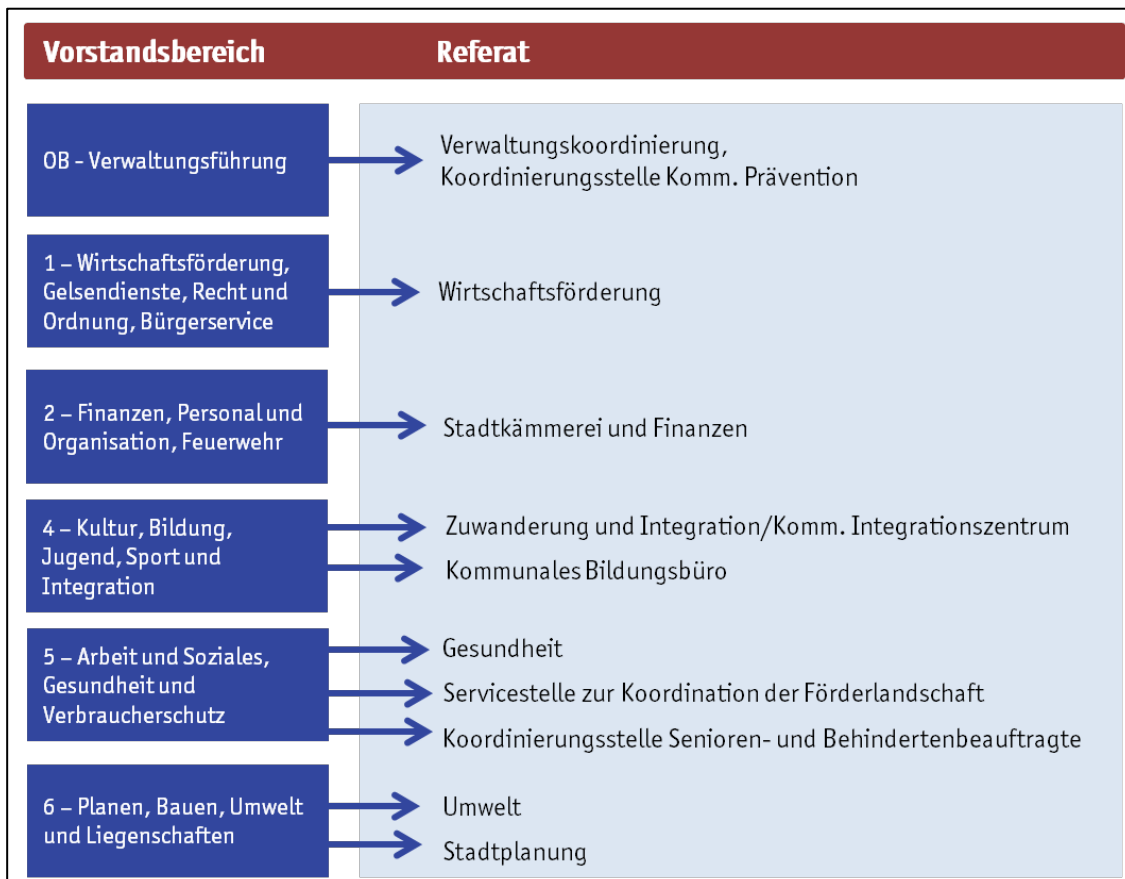 Vorstandsbereich
Referat
OB - Verwaltungsführung
Verwaltungskoordinierung,
Koordinierungsstelle Komm. Prävention
1 – Wirtschaftsförderung,
Gelsendienste, Recht und
Ordnung, Bürgerservice
Wirtschaftsförderung
2 – Finanzen, Personal und
Organisation, Feuerwehr
Stadtkämmerei und Finanzen
4 – Kultur, Bildung,
Jugend, Sport und
Integration
Zuwanderung und Integration/Komm. Integrationszentrum
Kommunales Bildungsbüro
5 – Arbeit und Soziales,
Gesundheit und
Verbraucherschutz
Gesundheit
Servicestelle zur Koordination der Förderlandschaft
Koordinierungsstelle Senioren- und Behindertenbeauftragte
6 – Planen, Bauen, Umwelt
und Liegenschaften
Umwelt
Stadtplanung